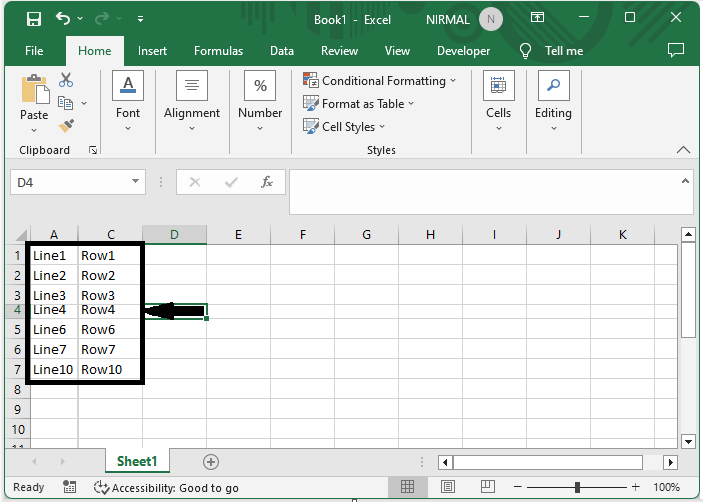 Book1 - Excel NIRMAL N
File Home Insert Formulas Data Review View Developer Tell me
Paste Font Alignment % Number Conditional Formatting Cells Editing
Format as Table
Cell Styles
Clipboard Styles
D4 fx
A C D E F G H I J K
1 Line1 Row1
2 Line2 Row2
3 Line3 Row3
4 Line4 Row4
5 Line6 Row6
6 Line7 Row7
7 Line10 Row10
8
9
10
11
Sheet1
Ready Accessibility: Good to go 100%